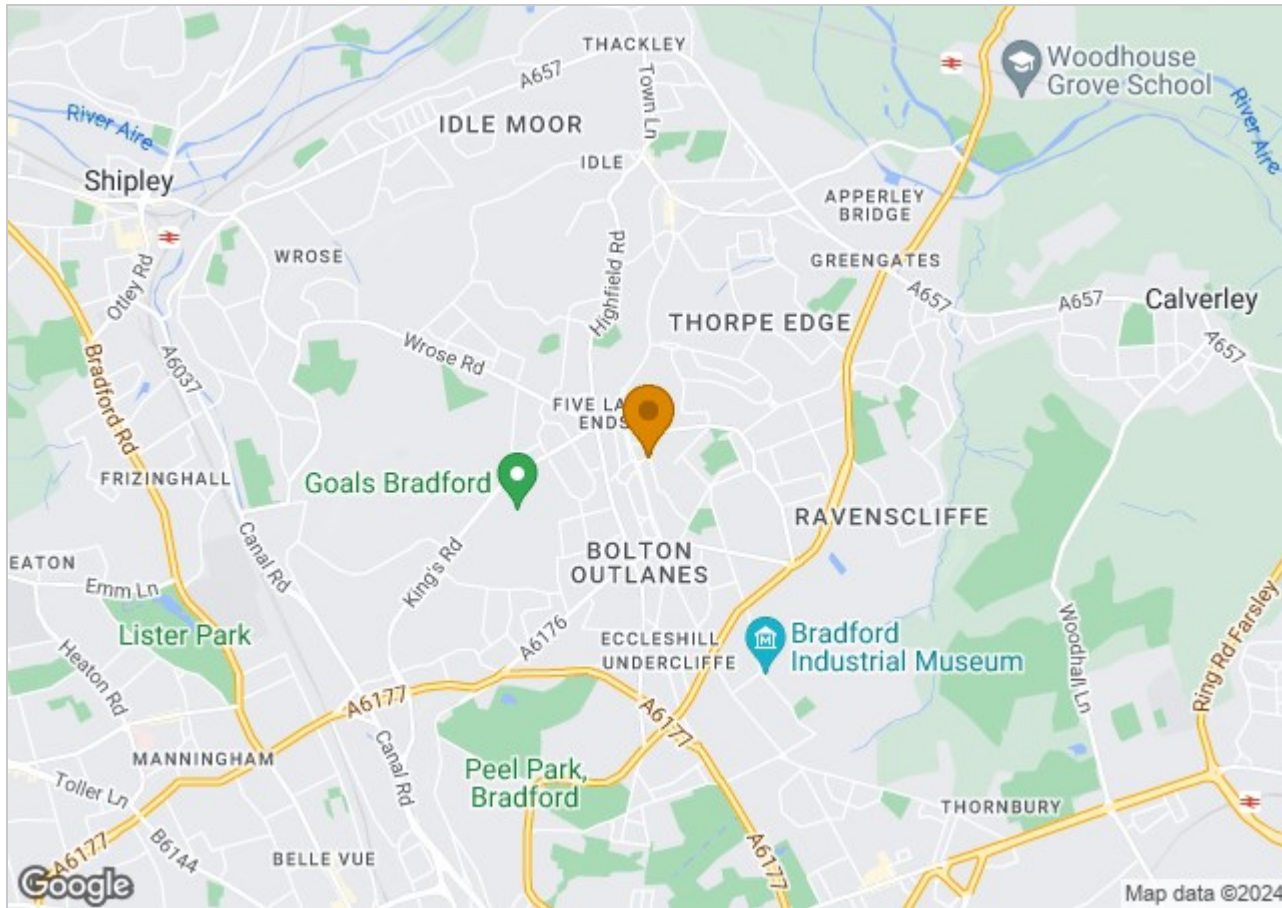 THACKLEY
A657
Town Ln
Woodhouse
Grove School
River Aire
River Aire
IDLE MOOR
IDLE
Shipley
APPERLEY
BRIDGE
WROSE
Otley Rd
Highfield Rd
GREENGATES
A657
A657
Calverley
A657
THORPE EDGE
Wrose Rd
A6037
Bradford Rd
FIVE LA
ENDS
FRIZINGHALL
Goals Bradford
RAVENSCLIFFE
Canal Rd
King's Rd
BOLTON
OUTLANES
EATON
Emm Ln
Lister Park
Heaton Rd
A6176
ECCLESHILL
UNDERCLIFFE
Bradford
Industrial Museum
Woodhall Ln
Ring Rd Farsley
A6177
A6177
MANNINGHAM
Canal Rd
Peel Park,
Bradford
Toller Ln
THORNBURY
A6177
B6144
BELLE VUE
A6177
Google
Map data ©2024